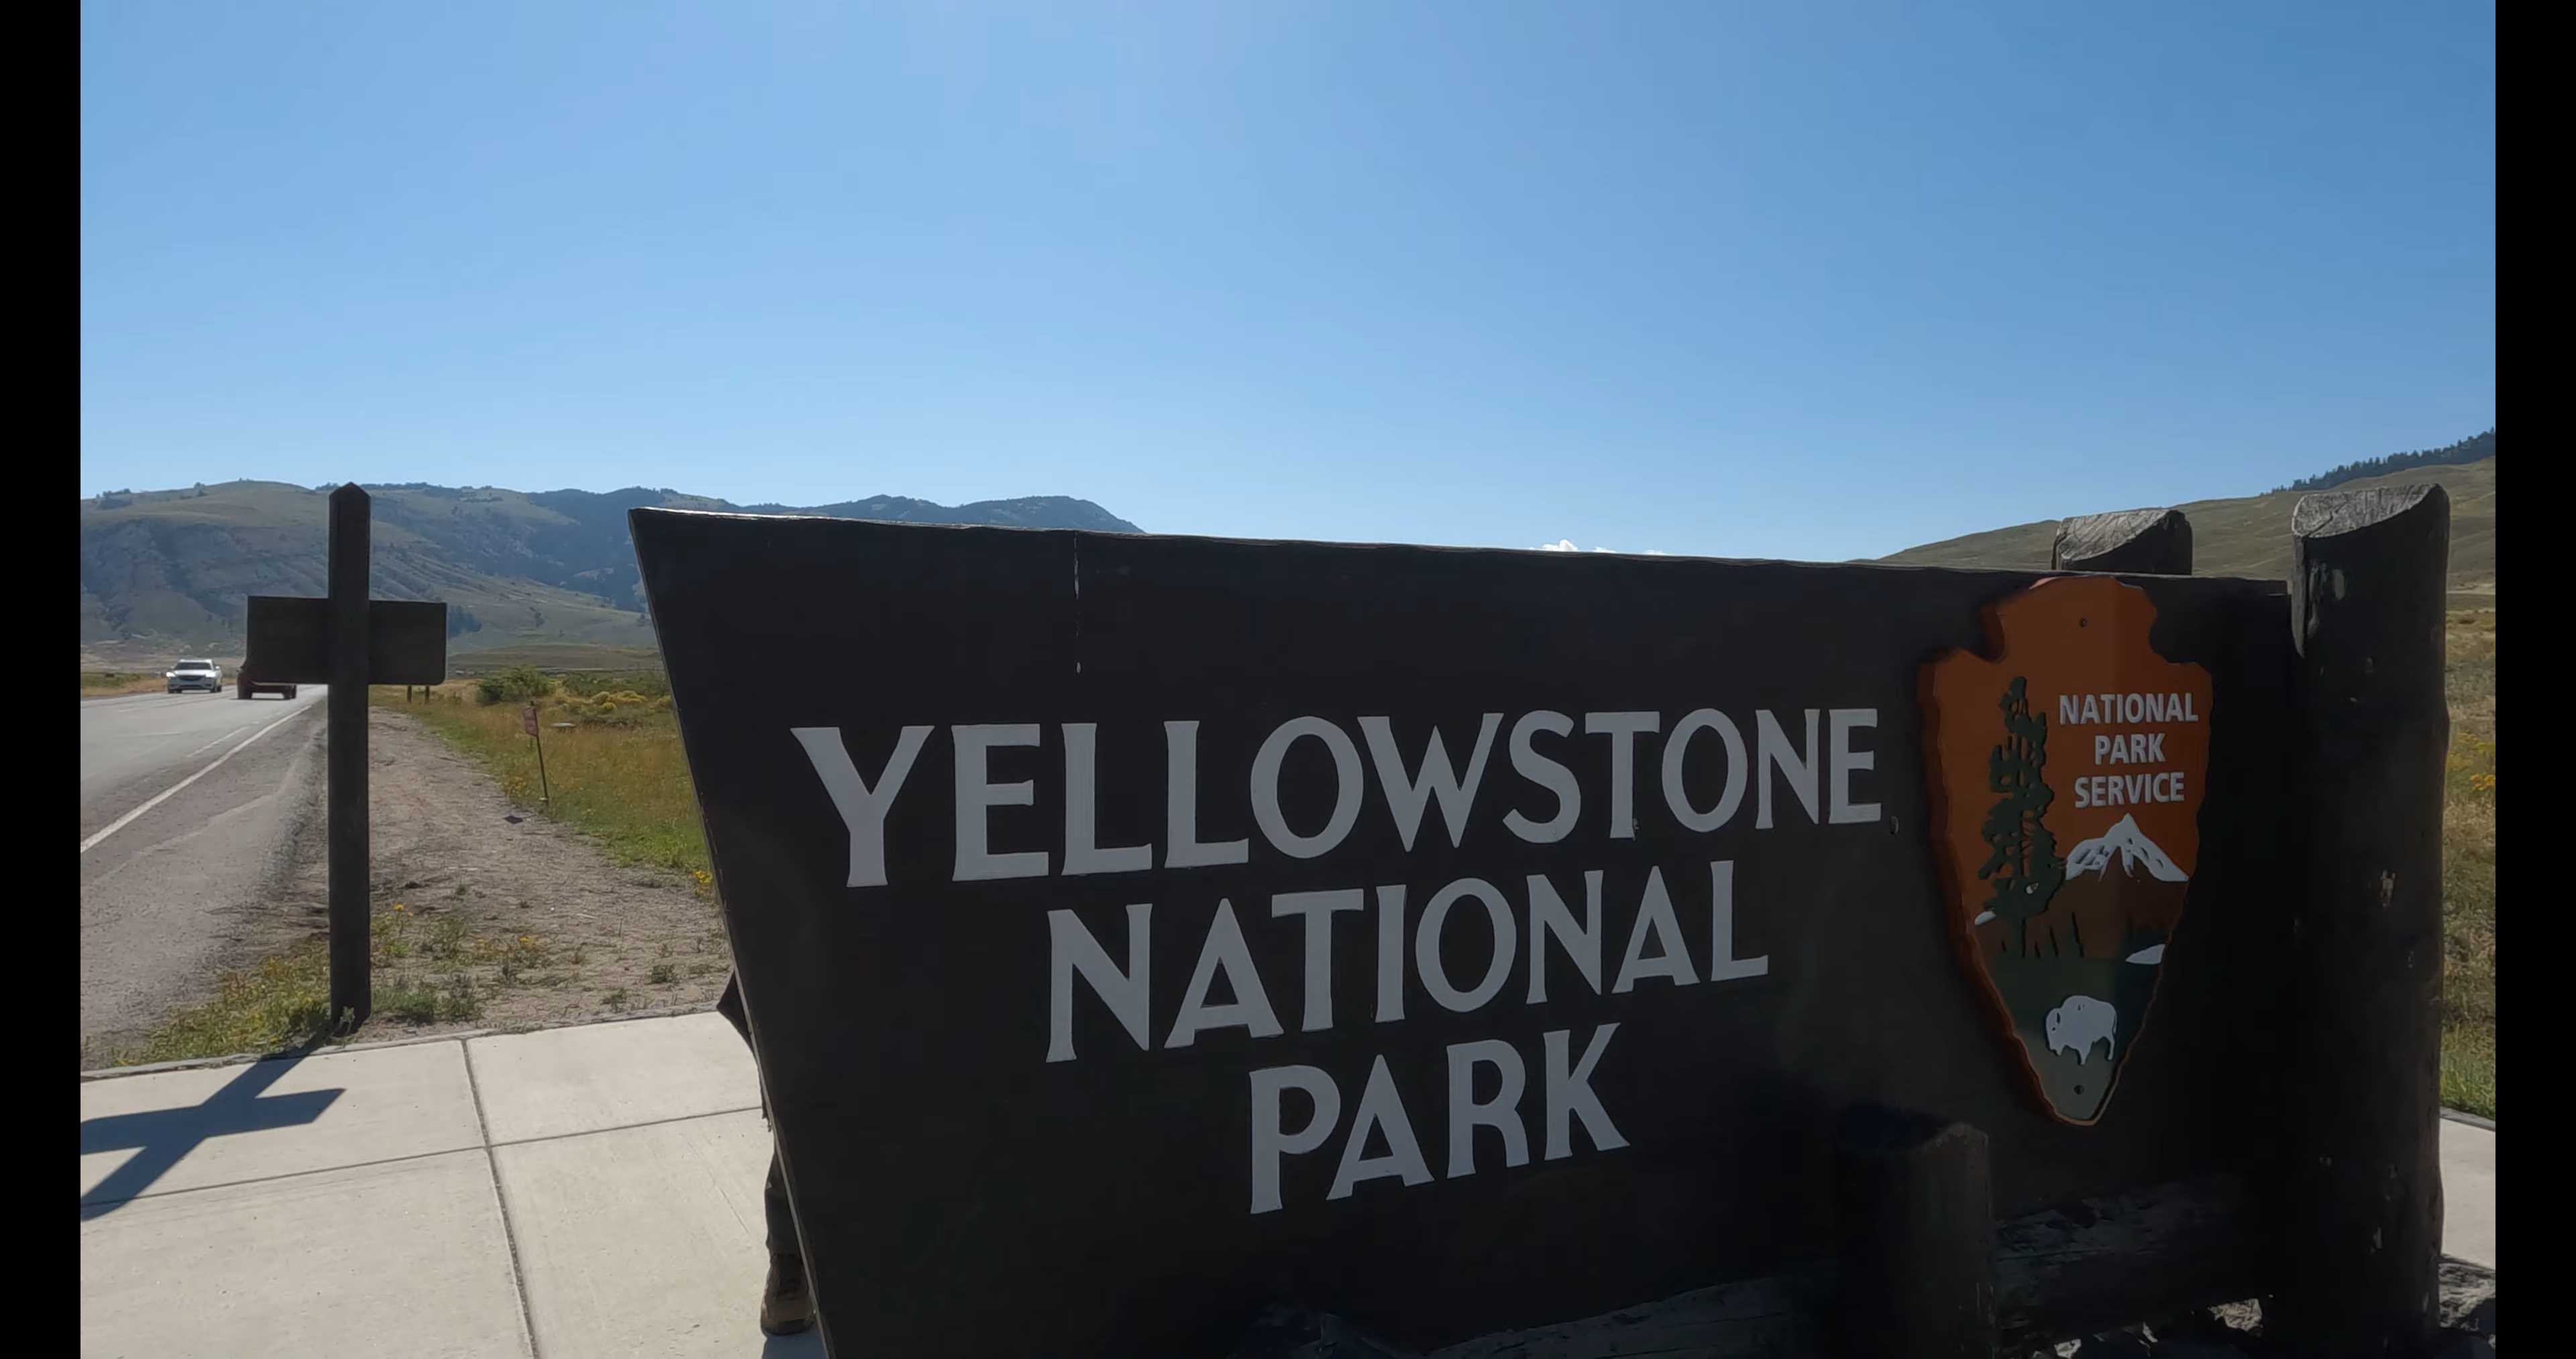 YELLOWSTONE
NATIONAL
PARK
NATIONAL
PARK
SERVICE